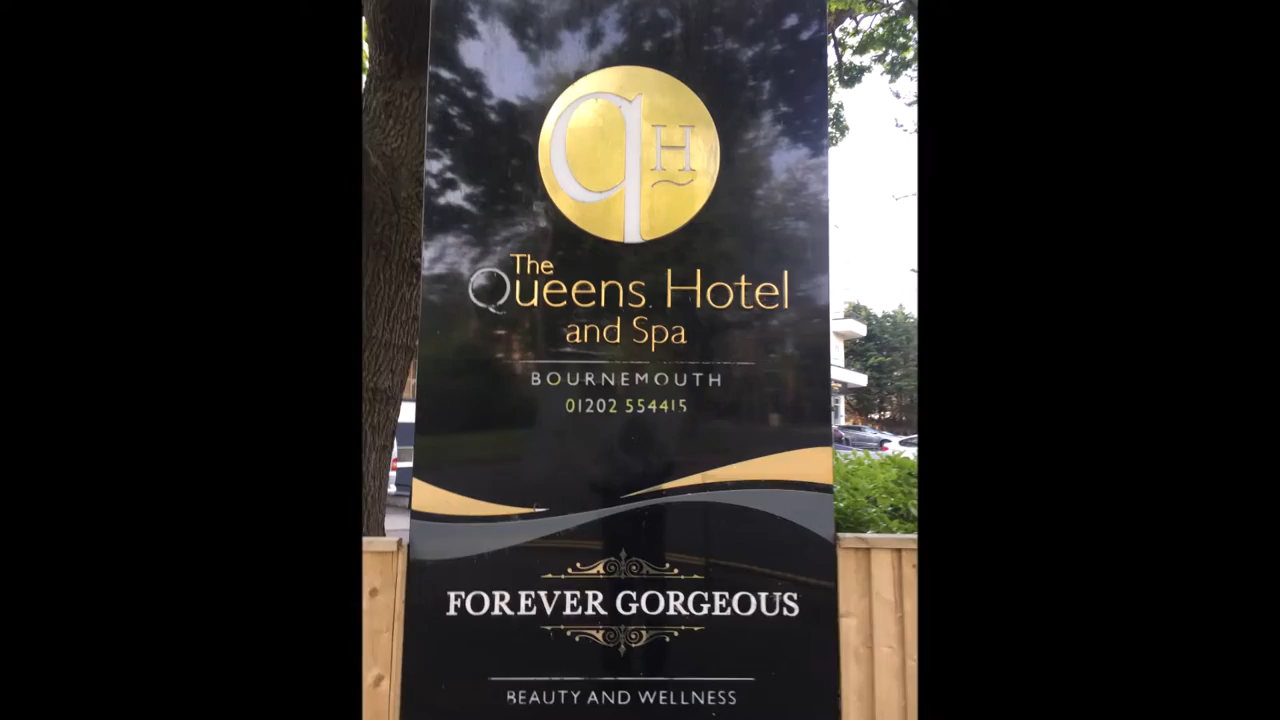 qH
The
Queens Hotel
and Spa
BOURNEMOUTH
01202 554415
FOREVER GORGEOUS
BEAUTY AND WELLNESS